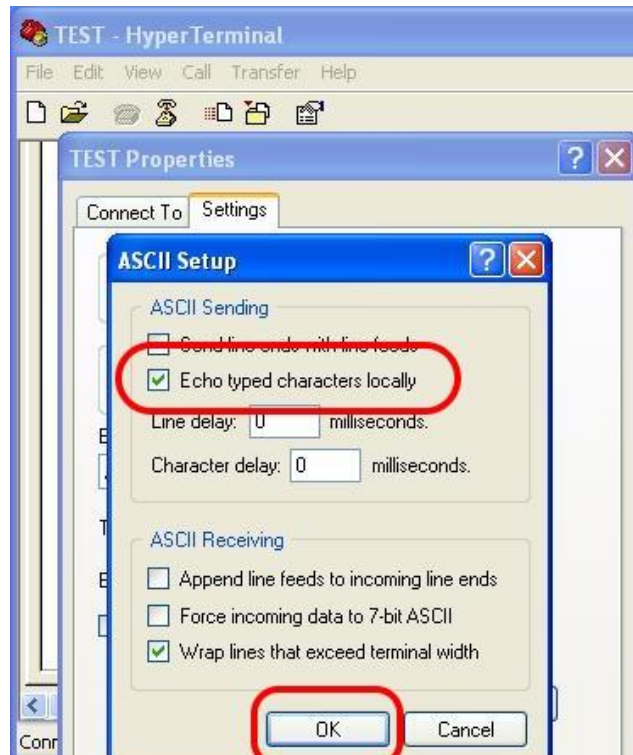 TEST - HyperTerminal
File Edit View Call Transfer Help
TEST Properties
Connect To Settings
ASCII Setup
ASCII Sending
Send line ends with line feeds
Echo typed characters locally
Line delay: 0 milliseconds.
Character delay: 0 milliseconds.
ASCII Receiving
Append line feeds to incoming line ends
Force incoming data to 7-bit ASCII
Wrap lines that exceed terminal width
OK Cancel